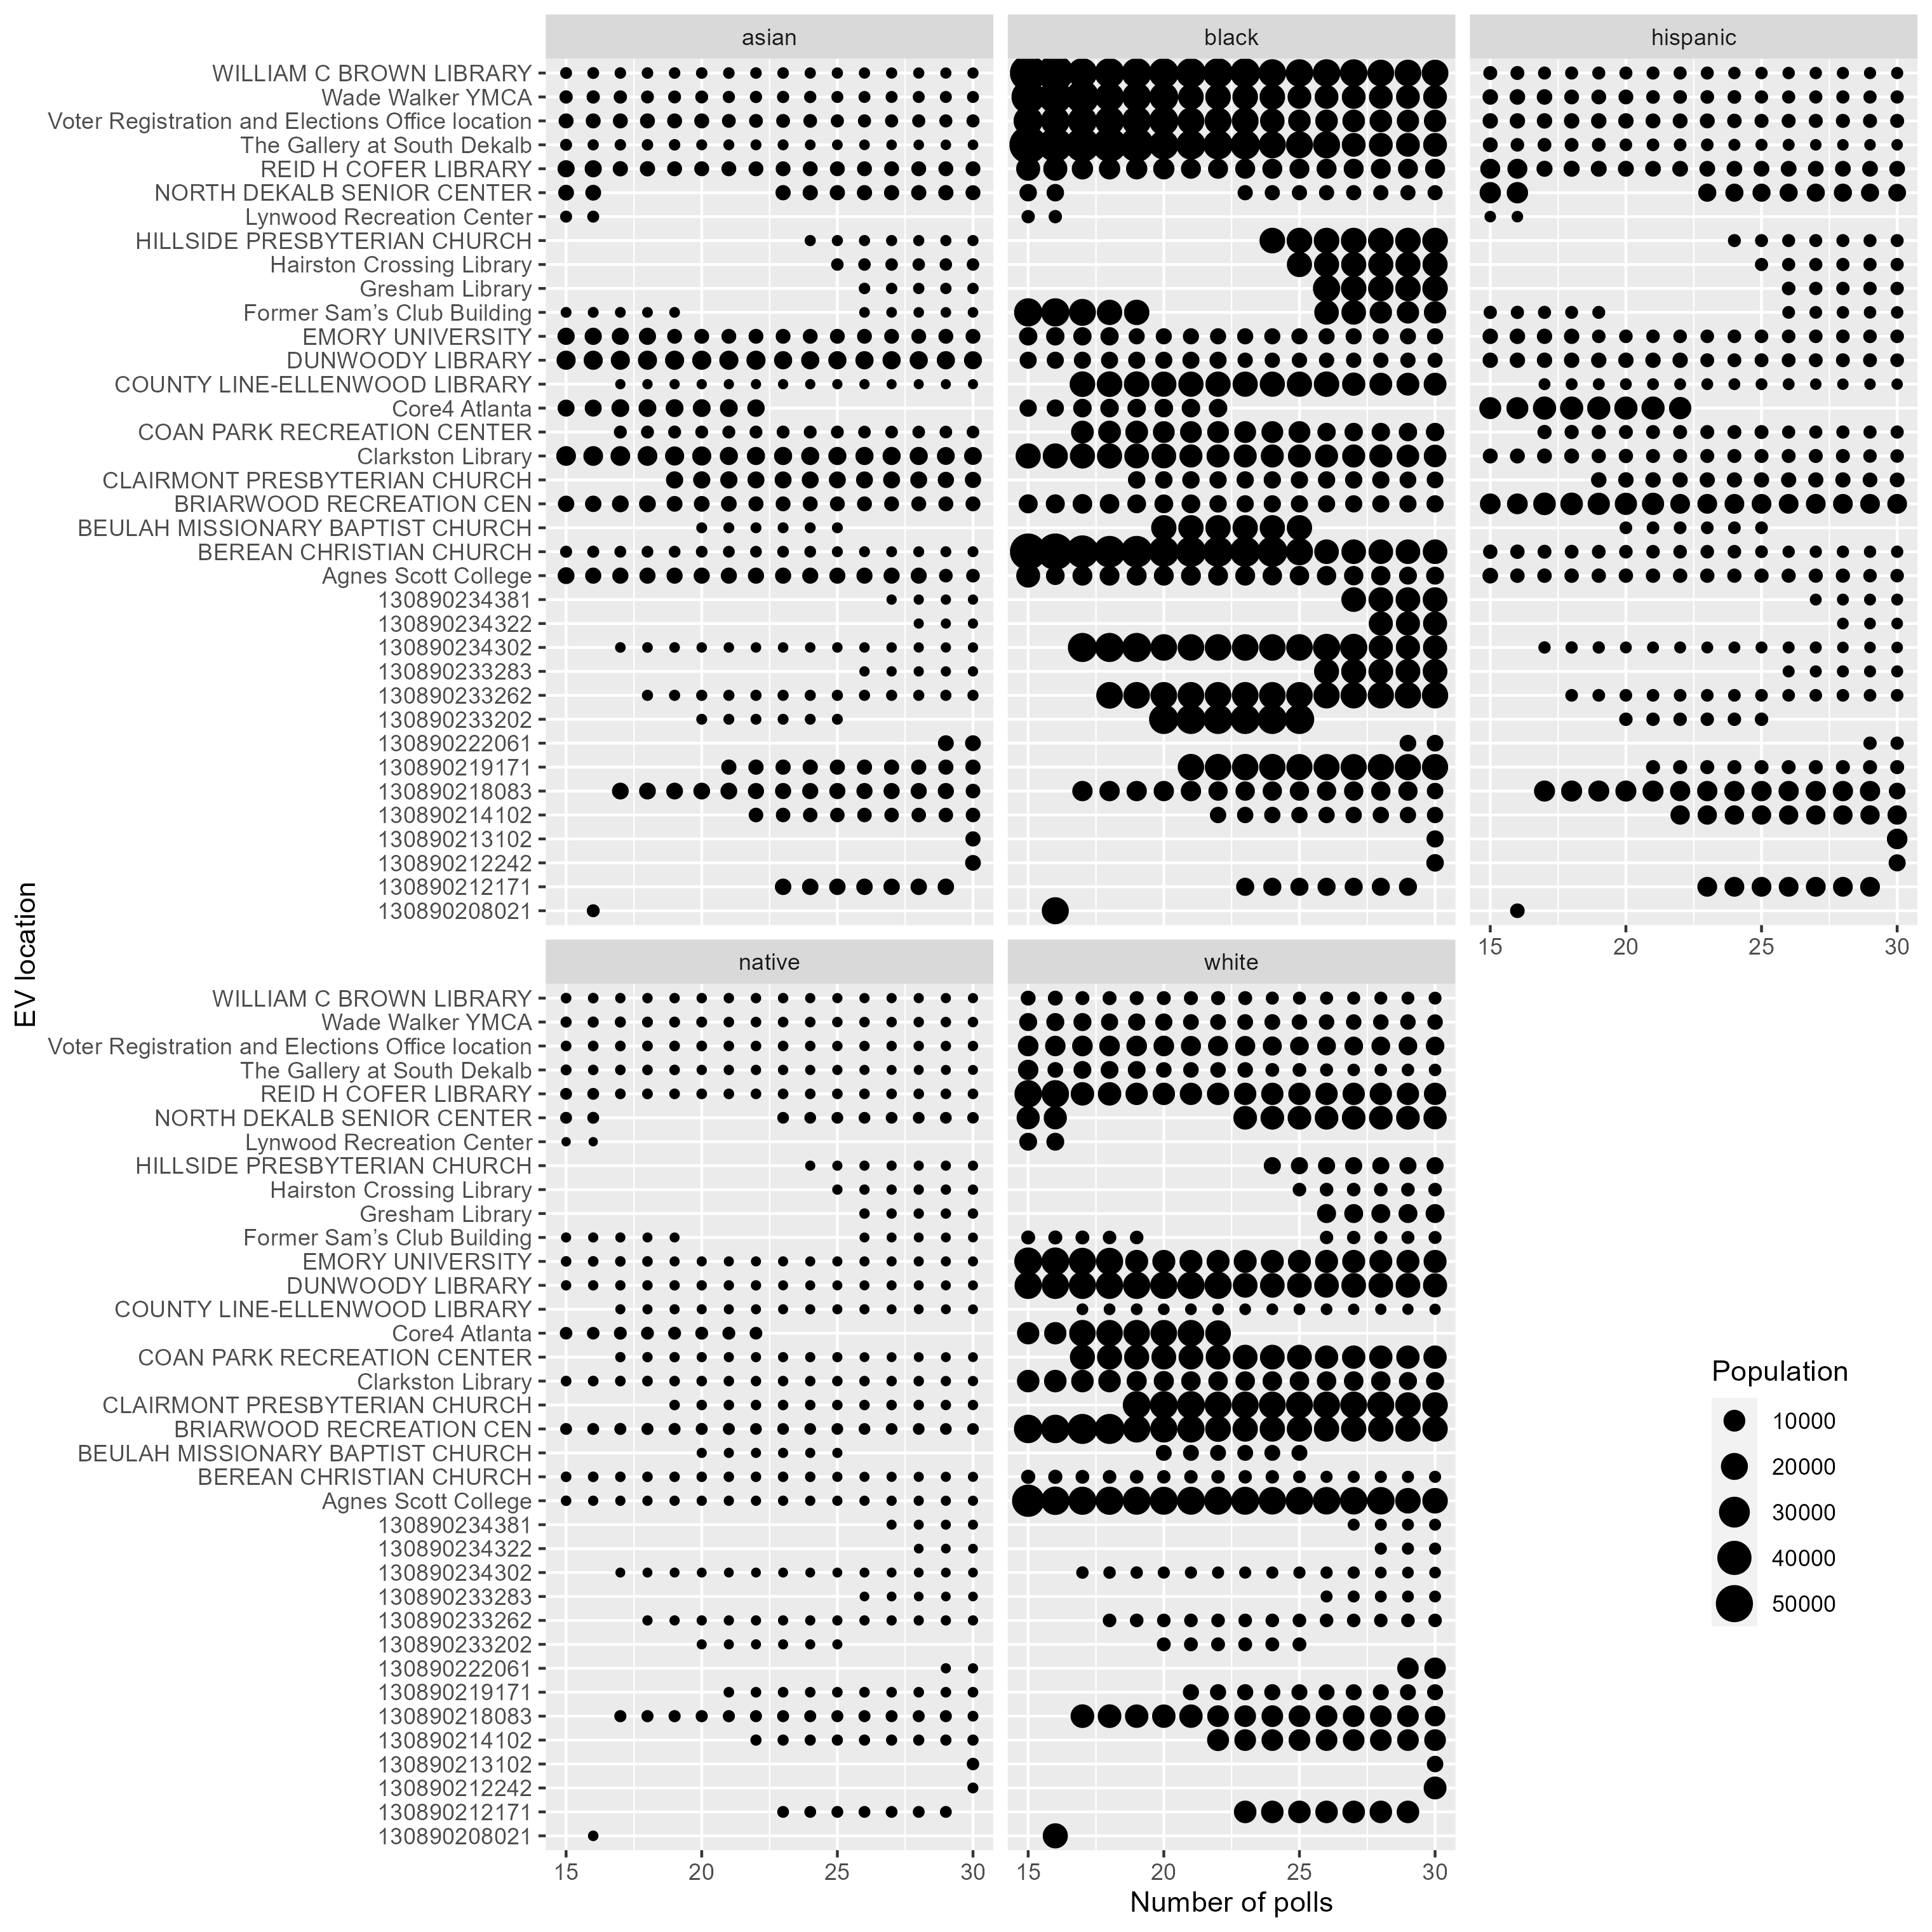 asian
black
hispanic
WILLIAM C BROWN LIBRARY
Wade Walker YMCA
Voter Registration and Elections Office location
The Gallery at South Dekalb
REID H COFER LIBRARY
NORTH DEKALB SENIOR CENTER
Lynwood Recreation Center
HILLSIDE PRESBYTERIAN CHURCH
Hairston Crossing Library
Gresham Library
Former Sam’s Club Building
EMORY UNIVERSITY
DUNWOODY LIBRARY
COUNTY LINE-ELLENWOOD LIBRARY
Core4 Atlanta
COAN PARK RECREATION CENTER
Clarkston Library
CLAIRMONT PRESBYTERIAN CHURCH
BRIARWOOD RECREATION CEN
BEULAH MISSIONARY BAPTIST CHURCH
BEREAN CHRISTIAN CHURCH
Agnes Scott College
130890234381
130890234322
130890234302
130890233283
130890233262
130890233202
130890222061
130890219171
130890218083
130890214102
130890213102
130890212242
130890212171
130890208021
15 20 25 30
EV location
native
white
WILLIAM C BROWN LIBRARY
Wade Walker YMCA
Voter Registration and Elections Office location
The Gallery at South Dekalb
REID H COFER LIBRARY
NORTH DEKALB SENIOR CENTER
Lynwood Recreation Center
HILLSIDE PRESBYTERIAN CHURCH
Hairston Crossing Library
Gresham Library
Former Sam’s Club Building
EMORY UNIVERSITY
DUNWOODY LIBRARY
COUNTY LINE-ELLENWOOD LIBRARY
Core4 Atlanta
COAN PARK RECREATION CENTER
Clarkston Library
CLAIRMONT PRESBYTERIAN CHURCH
BRIARWOOD RECREATION CEN
BEULAH MISSIONARY BAPTIST CHURCH
BEREAN CHRISTIAN CHURCH
Agnes Scott College
130890234381
130890234322
130890234302
130890233283
130890233262
130890233202
130890222061
130890219171
130890218083
130890214102
130890213102
130890212242
130890212171
130890208021
15 20 25 30
15 20 25 30
Number of polls
Population
10000
20000
30000
40000
50000